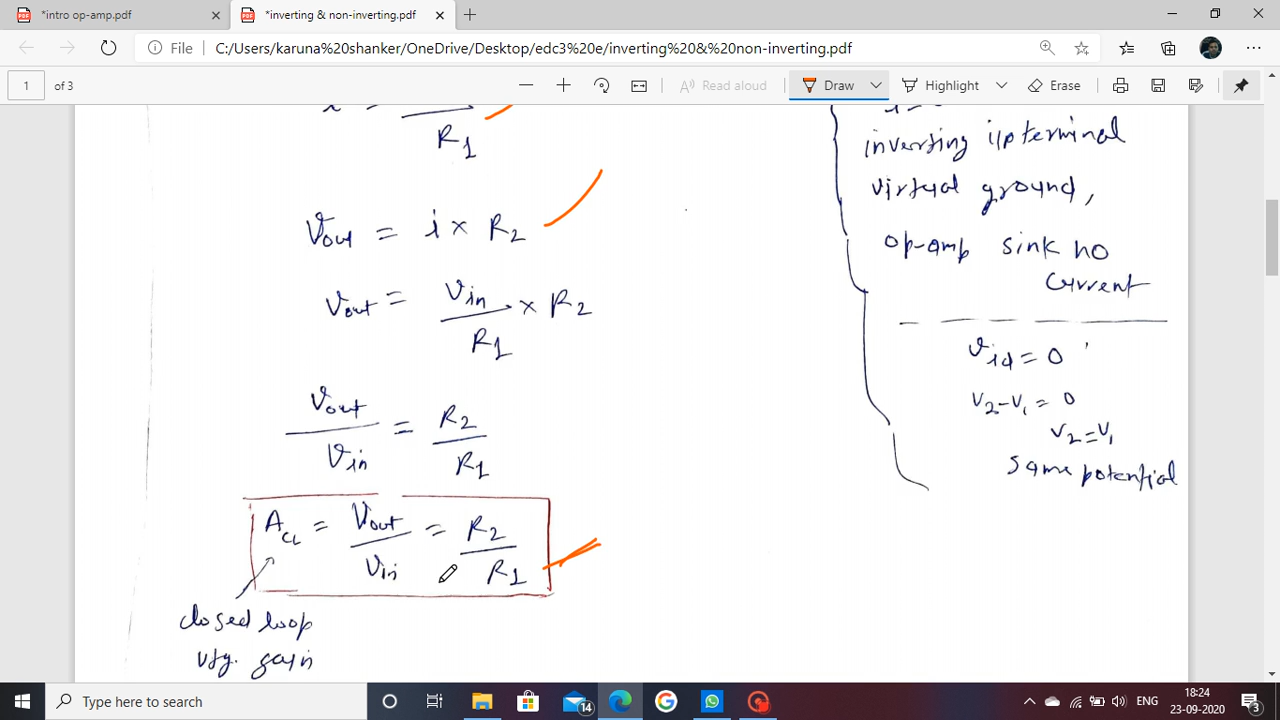 *intro op-amp.pdf
*inverting & non-inverting.pdf
File
C:/Users/karuna%20shanker/OneDrive/Desktop/edc3%20e/inverting%20&%20non-inverting.pdf
1 of 3
Read aloud
Draw
Highlight
Erase
R1
Vout = i × R2
Vout = Vin / R1 × R2
Vout / Vin = R2 / R1
ACL = Vout / Vin = R2 / R1
closed loop
vtg. gain
inverting i/p terminal
virtual ground,
op-amp sink no
current
Vid = 0
V2-V1 = 0
V2=V1
Same potential
Type here to search
14
ENG
18:24
23-09-2020
3